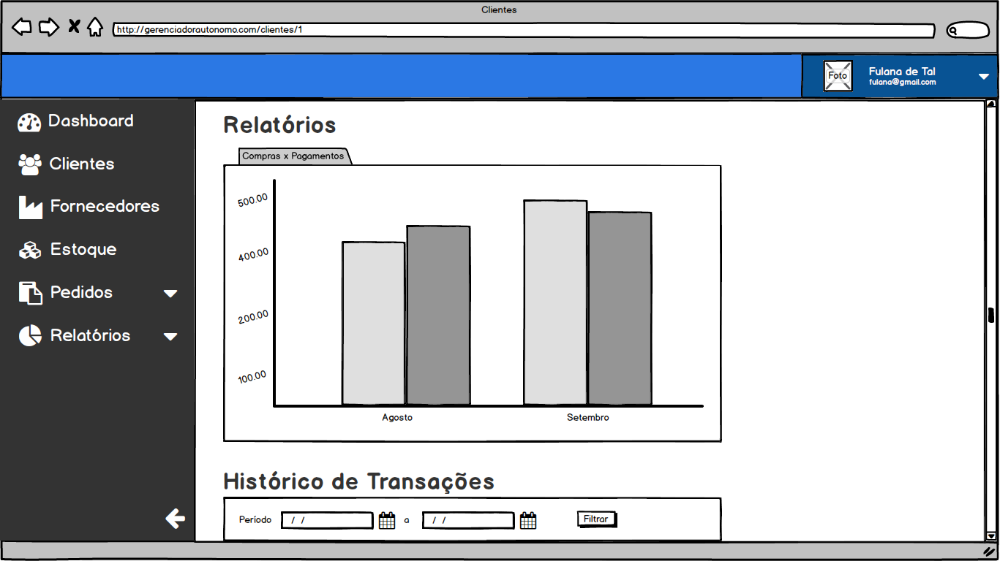 Clientes
http://gerenciadorautonomo.com/clientes/1
Foto
Fulana de Tal
fulana@gmail.com
Dashboard
Clientes
Fornecedores
Estoque
Pedidos
Relatórios
Relatórios
Compras x Pagamentos
500.00
400.00
200.00
100.00
Agosto
Setembro
Histórico de Transações
Período
/ /
a
/ /
Filtrar